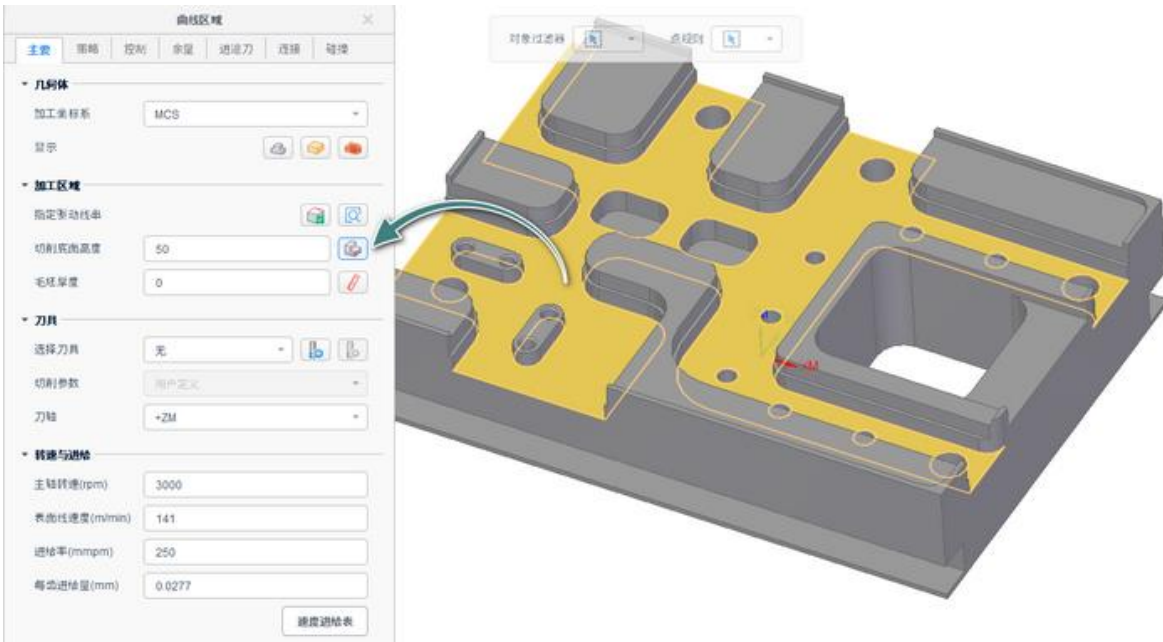 曲线区域
主要 策略 控制 余量 进退刀 连接 碰撞
几何体
加工坐标系 MCS
显示
加工区域
指定驱动线串
切削底面高度 50
毛坯厚度 0
刀具
选择刀具 无
切削参数 用户定义
刀轴 +ZM
转速与进给
主轴转速(rpm) 3000
表面线速度(m/min) 141
进给率(mmpm) 250
每齿进给量(mm) 0.0277
速度进给表
对象过滤器 点规则